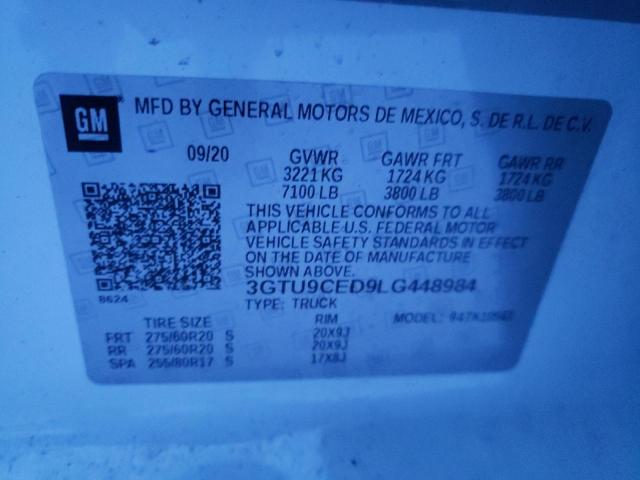 GM
MFD BY GENERAL MOTORS DE MEXICO, S. DE R.L. DE C.V.
09/20 GVWR GAWR FRT GAWR RR
3221 KG 1724 KG 1724 KG
7100 LB 3800 LB 3800 LB
THIS VEHICLE CONFORMS TO ALL
APPLICABLE U.S. FEDERAL MOTOR
VEHICLE SAFETY STANDARDS IN EFFECT
ON THE DATE OF MANUFACTURE
SHOWN ABOVE.
8624 3GTU9CED9LG448984
TYPE: TRUCK MODEL:
TIRE SIZE RIM
FRT 275/60R20 S 20X9J
RR 275/60R20 S 20X9J
SPA 255/80R17 S 17X8J